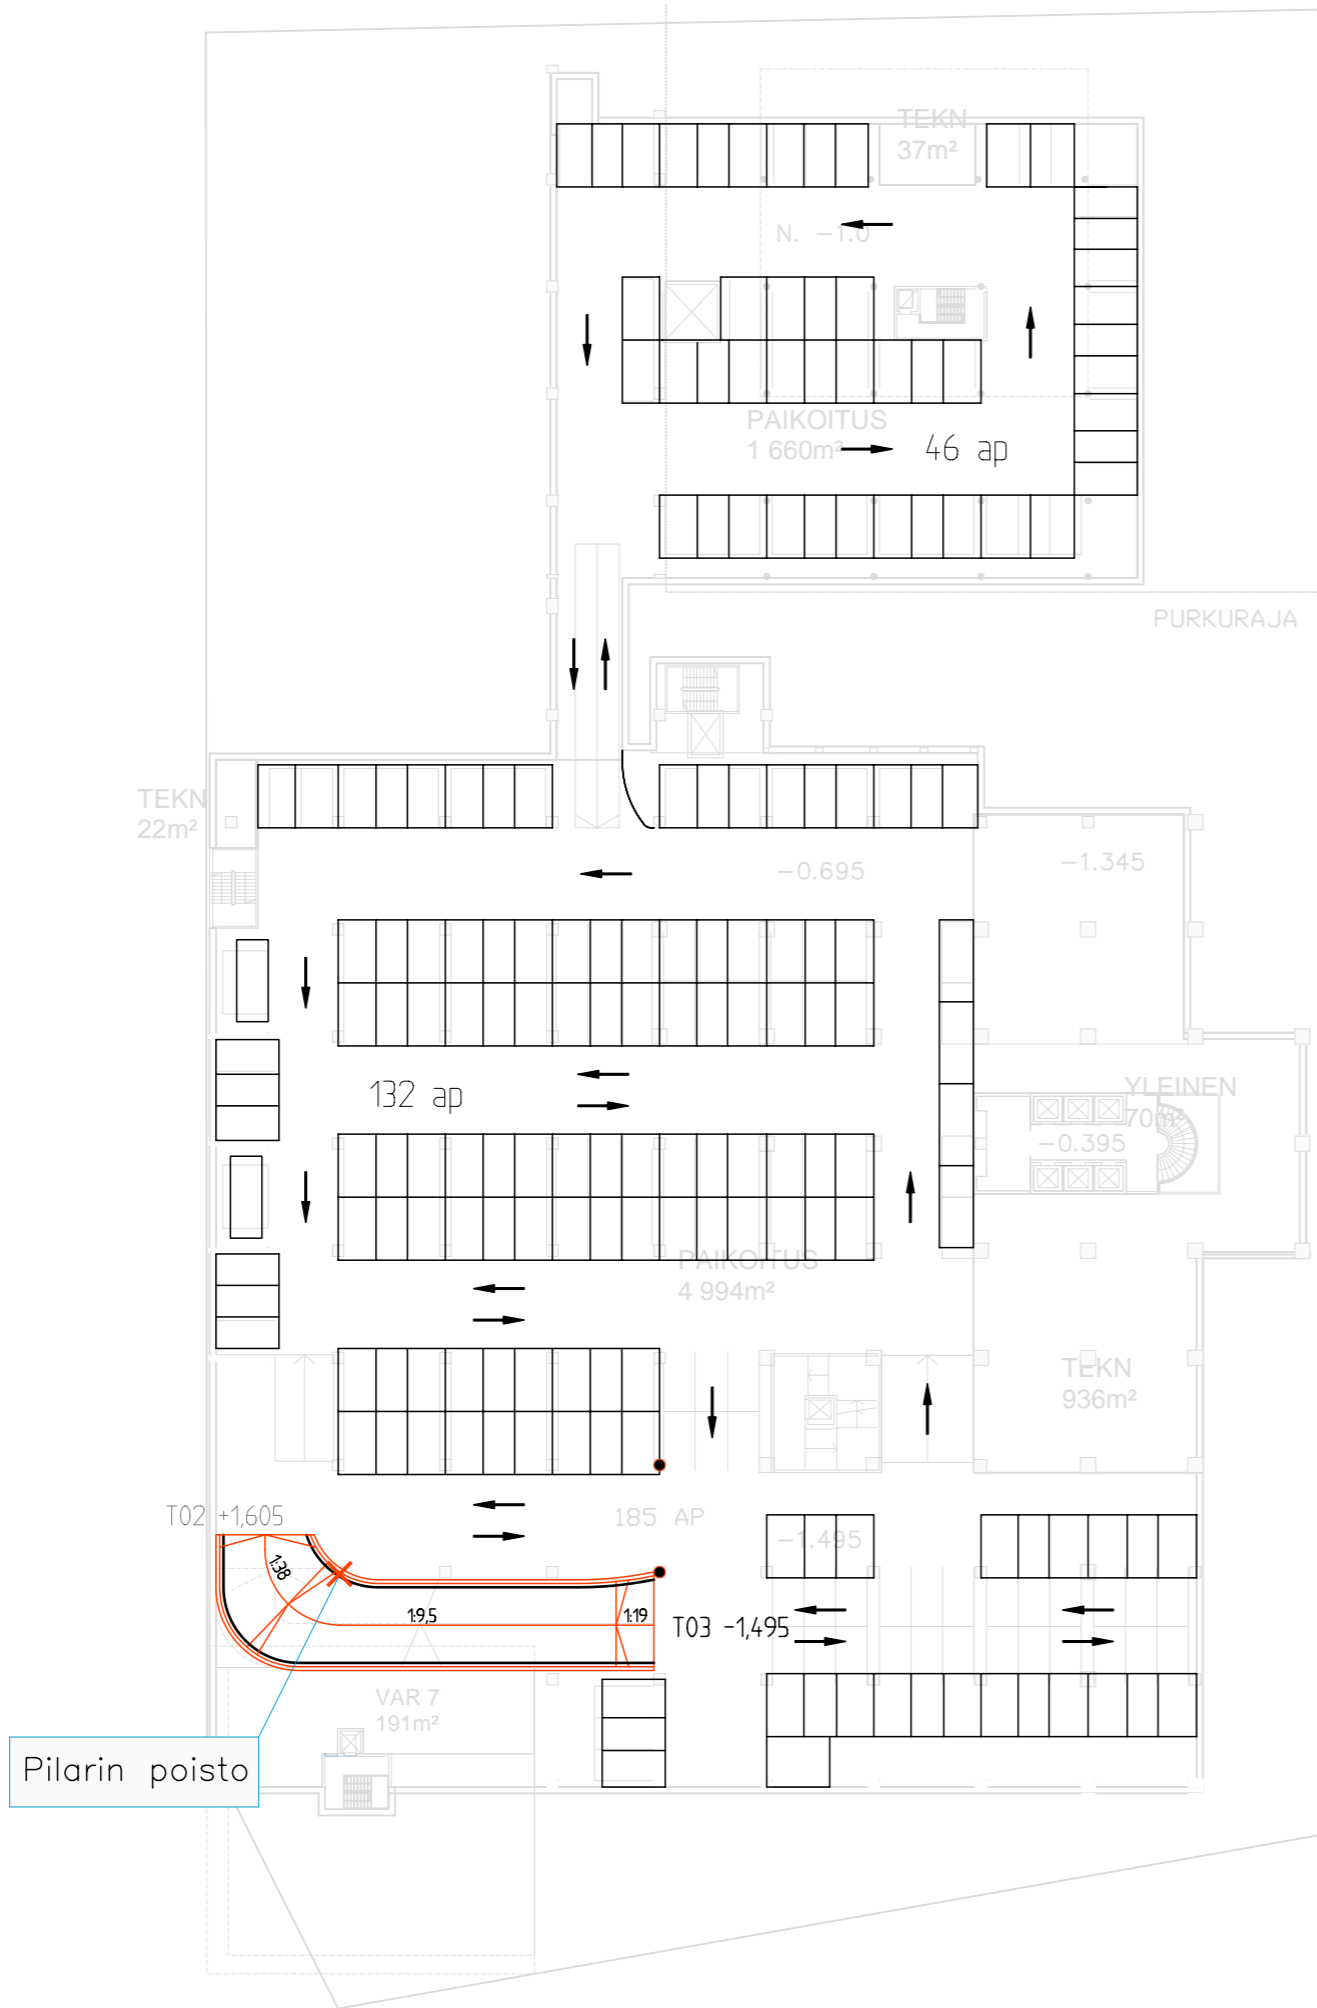 TEKN
37m²
N. -1.0
PAIKOITUS
1 660m²
46 ap
PURKURAJA
TEKN
22m²
-0.695
-1.345
132 ap
YLEINEN
70m²
-0.395
PAIKOITUS
4 994m²
TEKN
936m²
T02 +1,605
185 AP
-1.495
1:38
1:9,5
1:19
T03 -1,495
VAR 7
191m²
Pilarin poisto